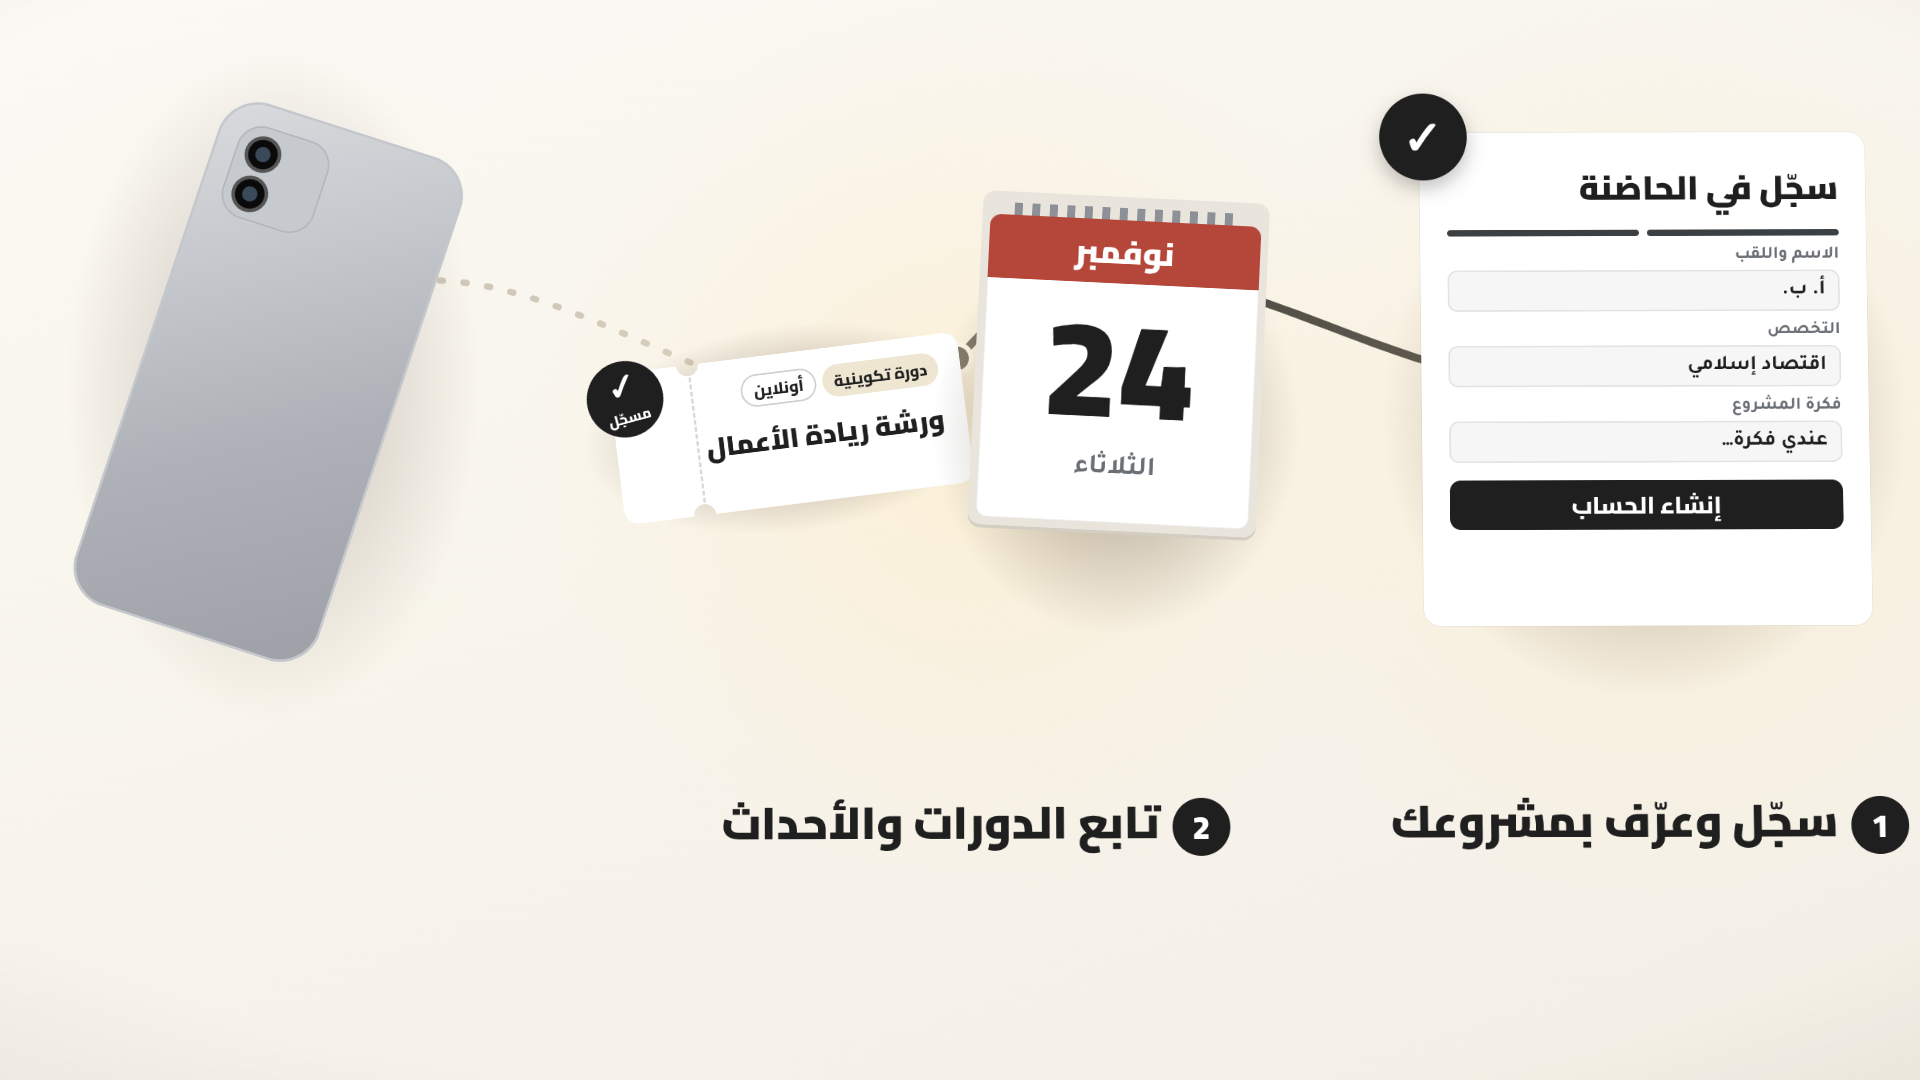 ✓
سجّل في الحاضنة
الاسم واللقب
أ. ب.
التخصص
اقتصاد إسلامي
فكرة المشروع
عندي فكرة...
إنشاء الحساب
1 سجّل وعرّف بمشروعك
نوفمبر
24
الثلاثاء
دورة تكوينية
أونلاين
ورشة ريادة الأعمال
✓
مسجّل
2 تابع الدورات والأحداث